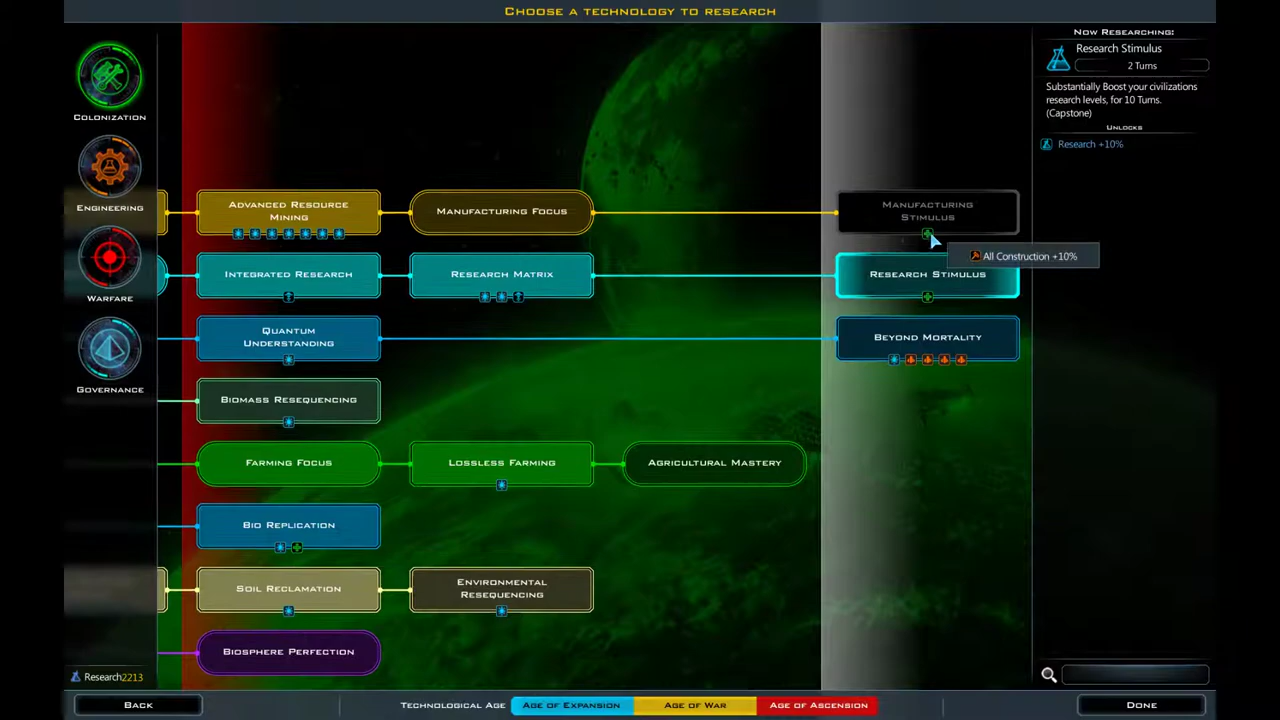 Choose a technology to research
Colonization
Engineering
Warfare
Governance
Advanced Resource
Mining
Manufacturing Focus
Manufacturing
Stimulus
All Construction +10%
Integrated Research
Research Matrix
Research Stimulus
Quantum
Understanding
Beyond Mortality
Biomass Resequencing
Farming Focus
Lossless Farming
Agricultural Mastery
Bio Replication
Soil Reclamation
Environmental
Resequencing
Biosphere Perfection
Now Researching:
Research Stimulus
2 Turns
Substantially Boost your civilizations
research levels, for 10 Turns.
(Capstone)
Unlocks
Research +10%
Research2213
Back
Technological Age
Age of Expansion
Age of War
Age of Ascension
Done